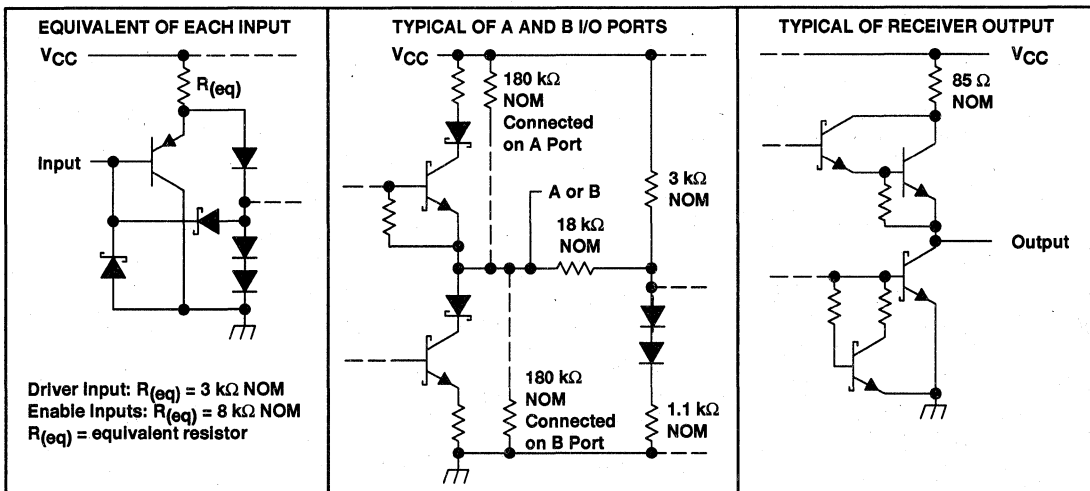 EQUIVALENT OF EACH INPUT
VCC
R(eq)
Input
Driver Input: R(eq) = 3 kΩ NOM
Enable Inputs: R(eq) = 8 kΩ NOM
R(eq) = equivalent resistor
TYPICAL OF A AND B I/O PORTS
VCC
180 kΩ
NOM
Connected
on A Port
A or B
3 kΩ
NOM
18 kΩ
NOM
180 kΩ
NOM
Connected
on B Port
1.1 kΩ
NOM
TYPICAL OF RECEIVER OUTPUT
VCC
85 Ω
NOM
Output